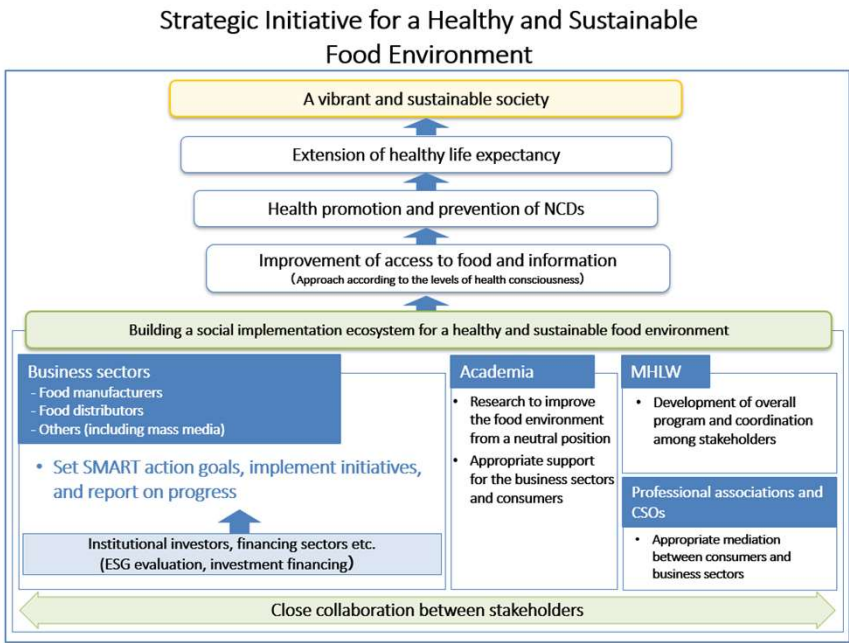 Strategic Initiative for a Healthy and Sustainable
Food Environment
A vibrant and sustainable society
Extension of healthy life expectancy
Health promotion and prevention of NCDs
Improvement of access to food and information
(Approach according to the levels of health consciousness)
Building a social implementation ecosystem for a healthy and sustainable food environment
Business sectors
- Food manufacturers
- Food distributors
- Others (including mass media)
• Set SMART action goals, implement initiatives,
and report on progress
Institutional investors, financing sectors etc.
(ESG evaluation, investment financing)
Academia
• Research to improve
the food environment
from a neutral position
• Appropriate support
for the business sectors
and consumers
MHLW
• Development of overall
program and coordination
among stakeholders
Professional associations and
CSOs
• Appropriate mediation
between consumers and
business sectors
Close collaboration between stakeholders